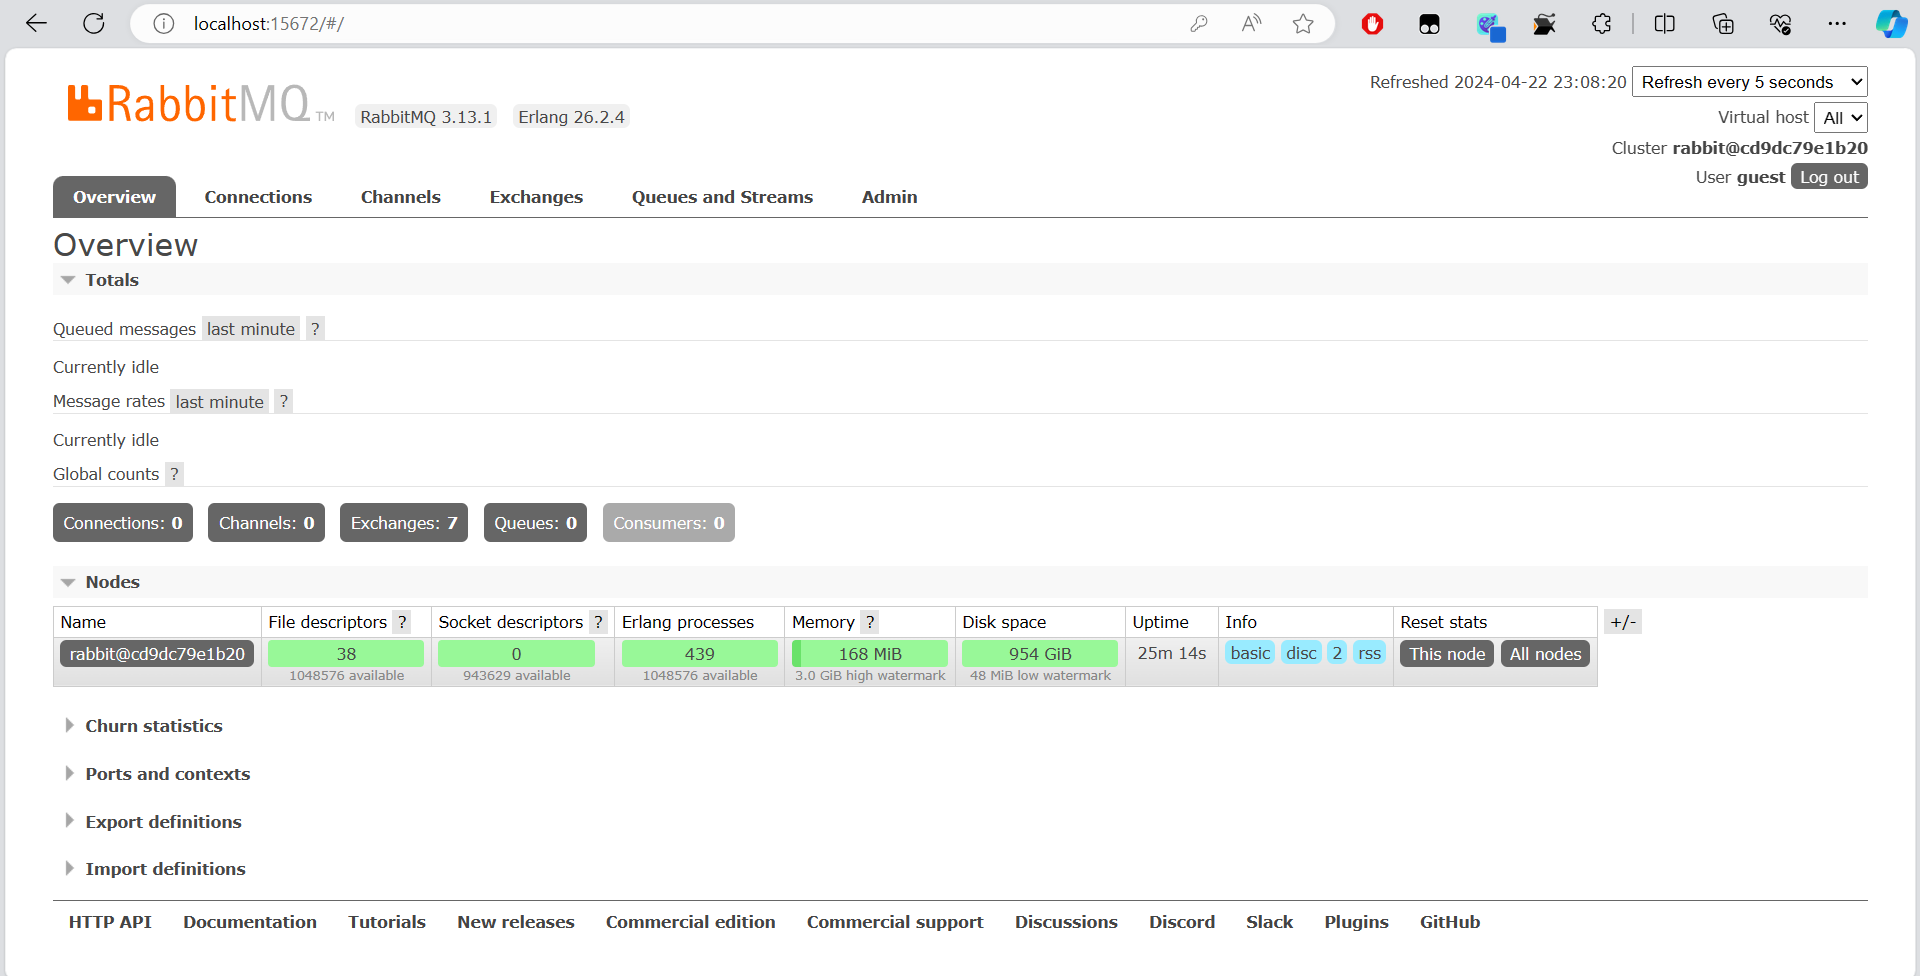 localhost:15672/#/
RabbitMQ TM RabbitMQ 3.13.1 Erlang 26.2.4
Refreshed 2024-04-22 23:08:20 Refresh every 5 seconds
Virtual host All
Cluster rabbit@cd9dc79e1b20
User guest Log out
Overview Connections Channels Exchanges Queues and Streams Admin
Overview
Totals
Queued messages last minute ?
Currently idle
Message rates last minute ?
Currently idle
Global counts ?
Connections: 0 Channels: 0 Exchanges: 7 Queues: 0 Consumers: 0
Nodes
Name File descriptors ? Socket descriptors ? Erlang processes Memory ? Disk space Uptime Info Reset stats +/-
rabbit@cd9dc79e1b20 38 0 439 168 MiB 954 GiB 25m 14s basic disc 2 rss This node All nodes
1048576 available 943629 available 1048576 available 3.0 GiB high watermark 48 MiB low watermark
Churn statistics
Ports and contexts
Export definitions
Import definitions
HTTP API Documentation Tutorials New releases Commercial edition Commercial support Discussions Discord Slack Plugins GitHub